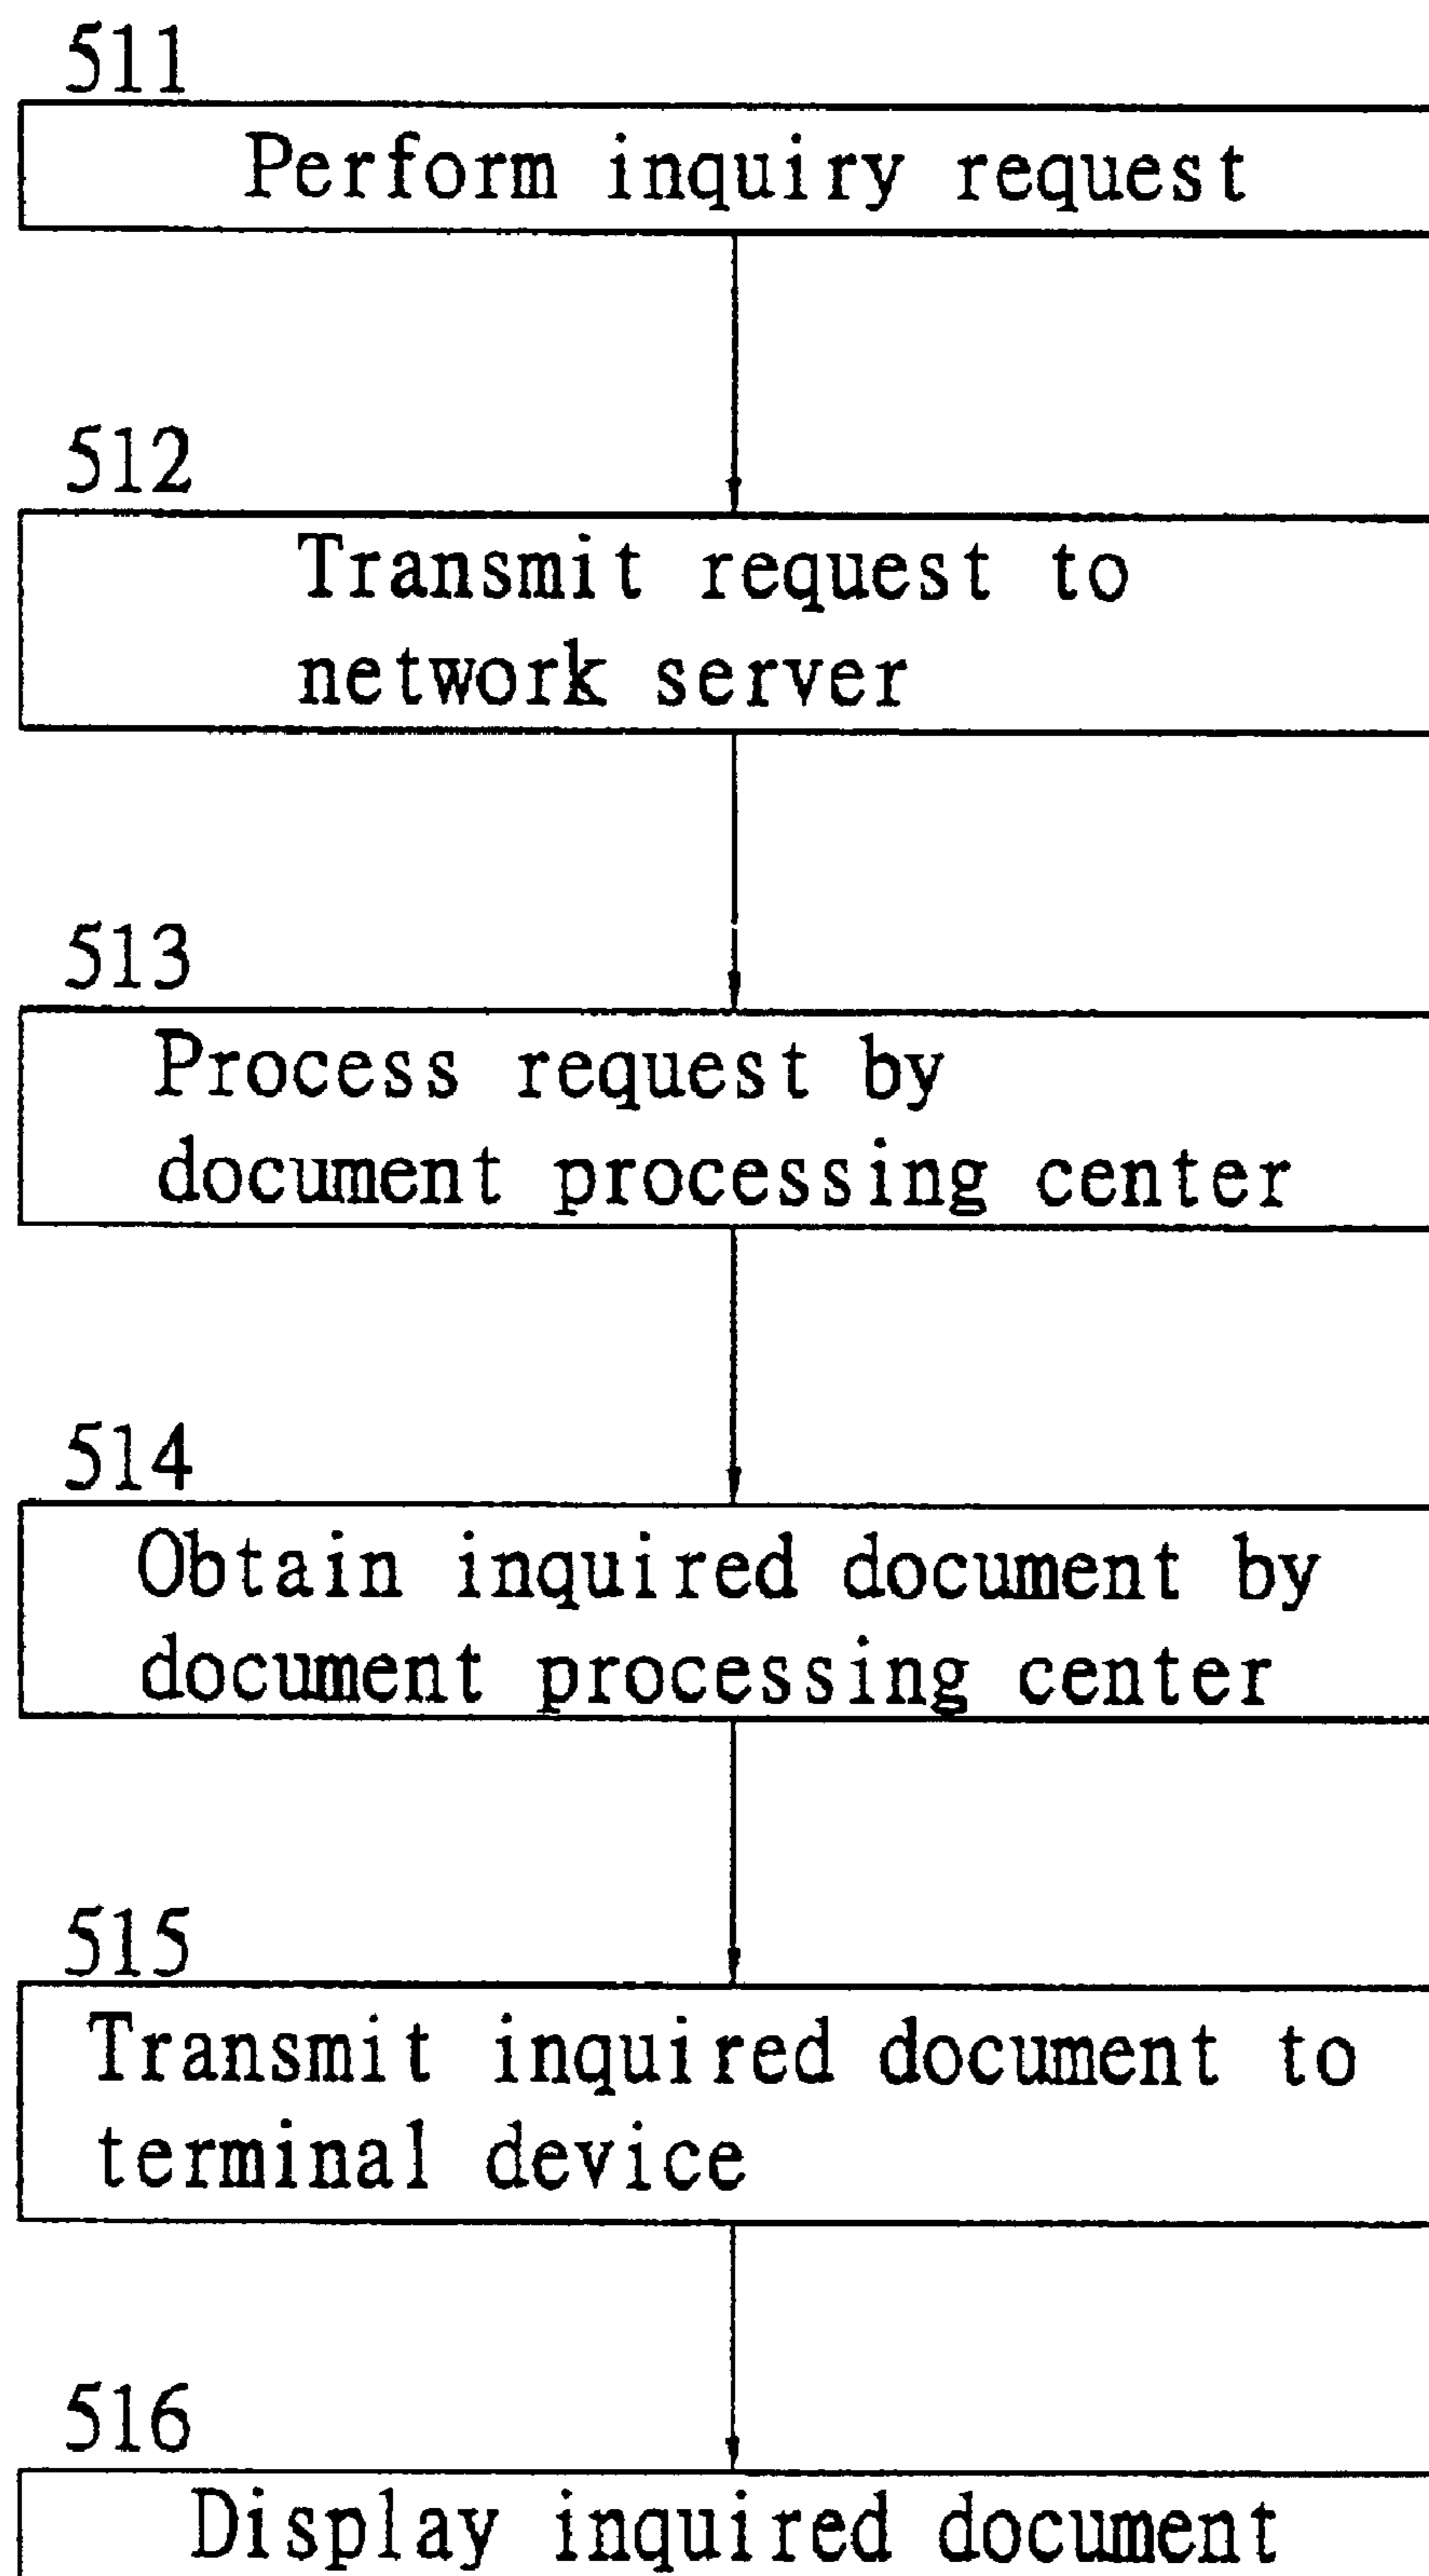 511
Perform inquiry request
512
Transmit request to
network server
513
Process request by
document processing center
514
Obtain inquired document by
document processing center
515
Transmit inquired document to
terminal device
516
Display inquired document